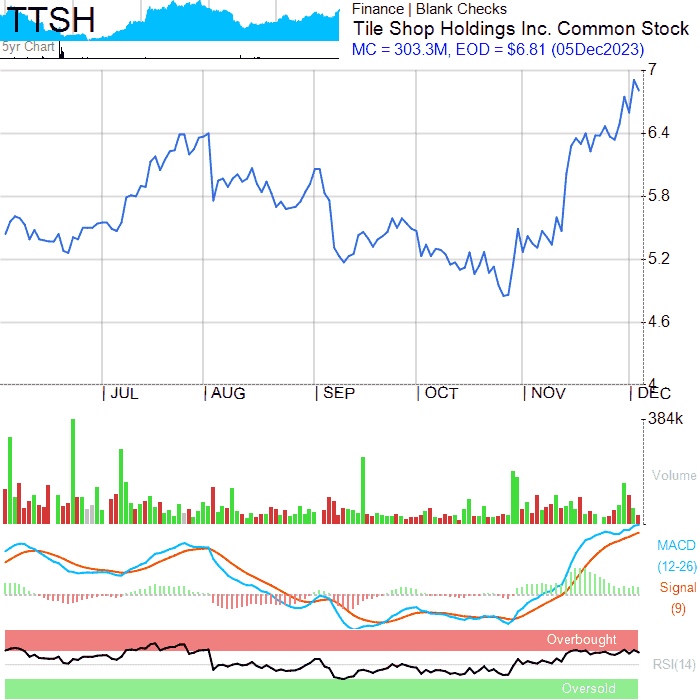 TTSH
5yr Chart
Finance | Blank Checks
Tile Shop Holdings Inc. Common Stock
MC = 303.3M, EOD = $6.81 (05Dec2023)
7
6.4
5.8
5.2
4.6
4
JUL AUG SEP OCT NOV DEC
384k
Volume
MACD
(12-26)
Signal
(9)
Overbought
RSI(14)
Oversold